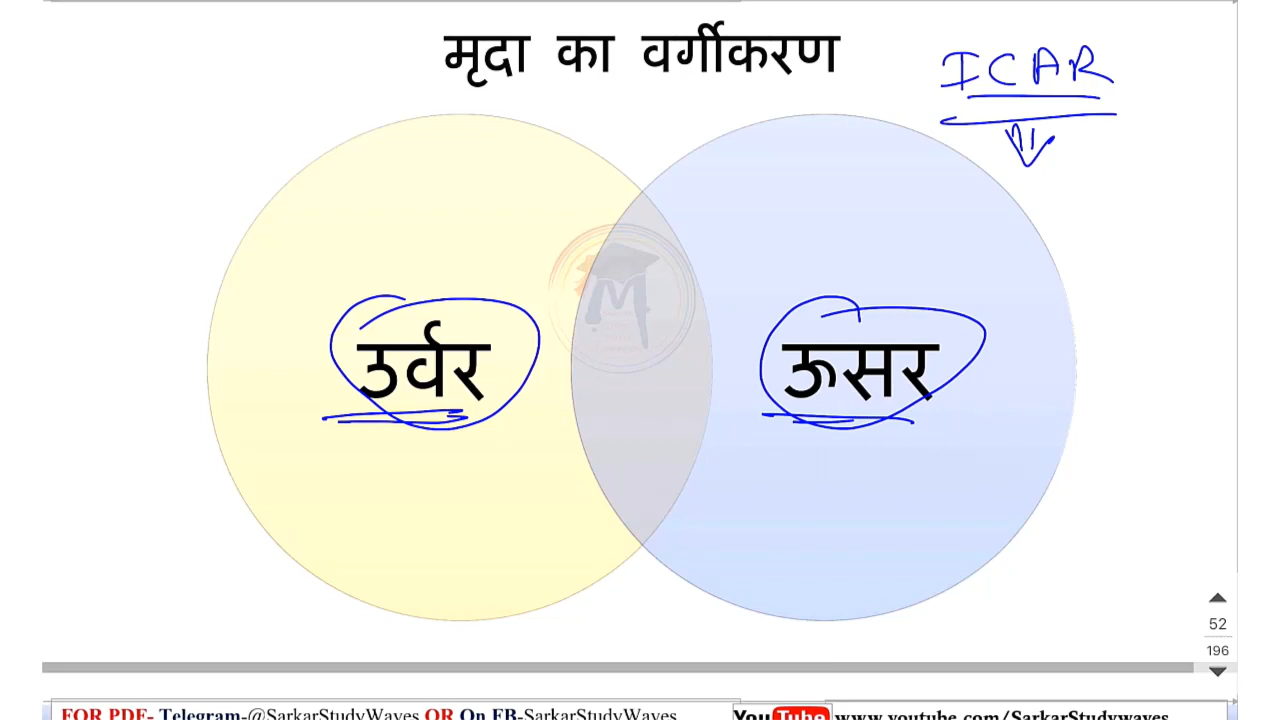 मृदा का वर्गीकरण
ICAR
उर्वर
ऊसर
M
52
196
FOR PDF- Telegram-@SarkarStudyWaves OR On FB-SarkarStudyWaves
YouTube www.youtube.com/SarkarStudywaves